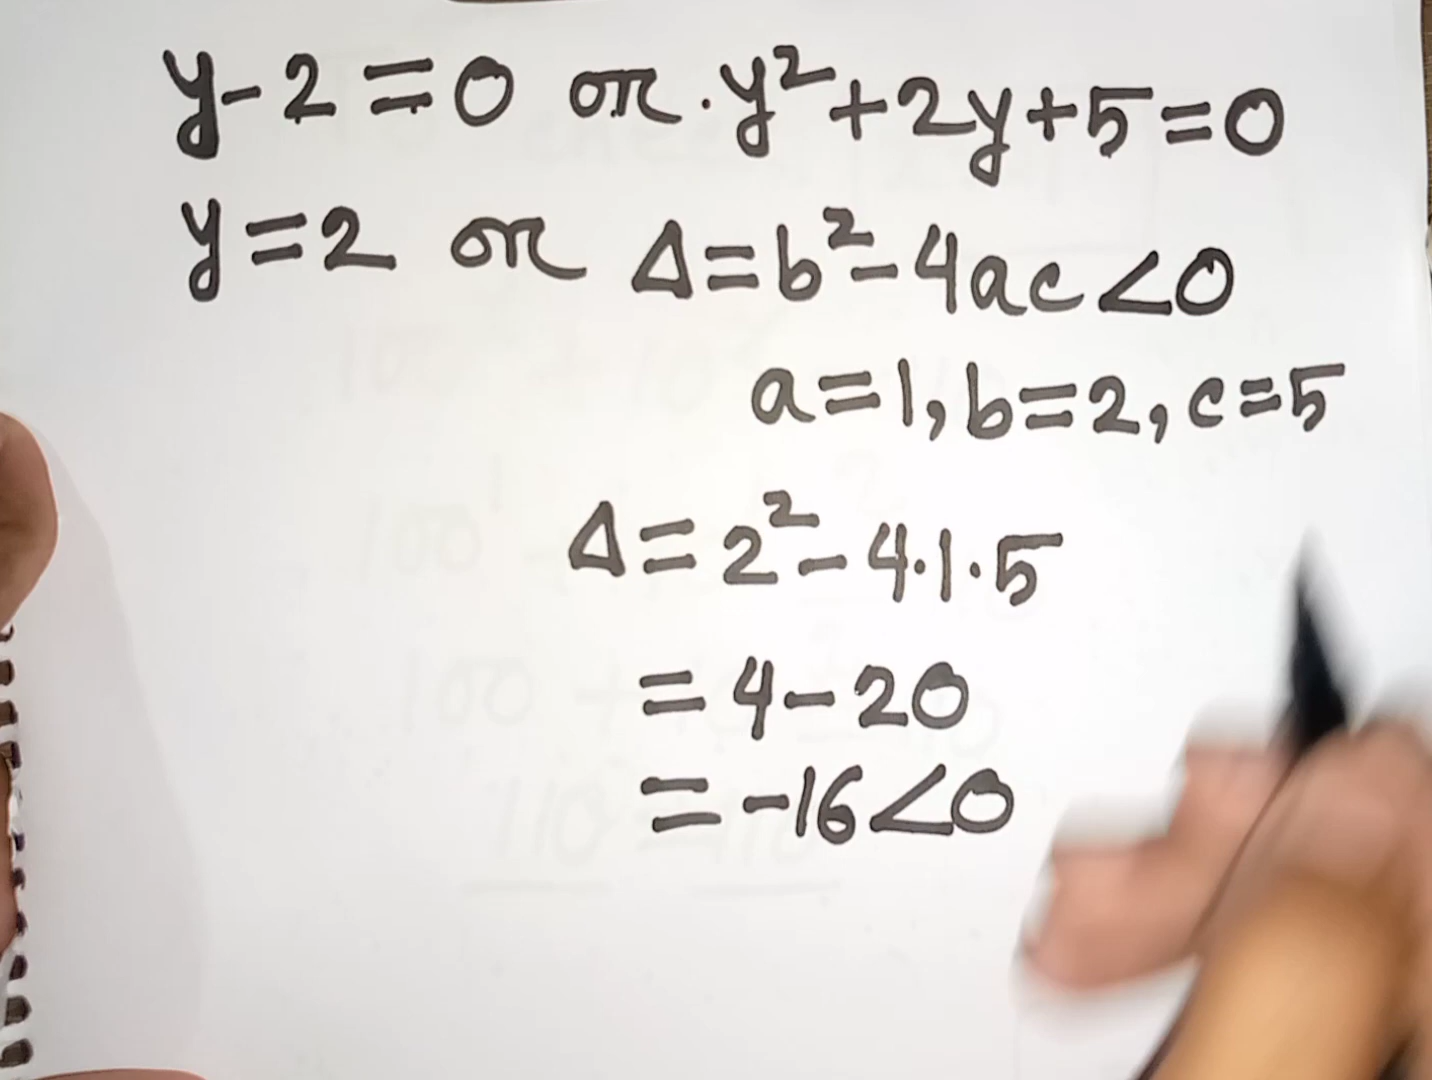 y-2=0 or y²+2y+5=0
y=2 or Δ=b²-4ac<0
a=1, b=2, c=5
Δ=2²-4·1·5
=4-20
=-16<0